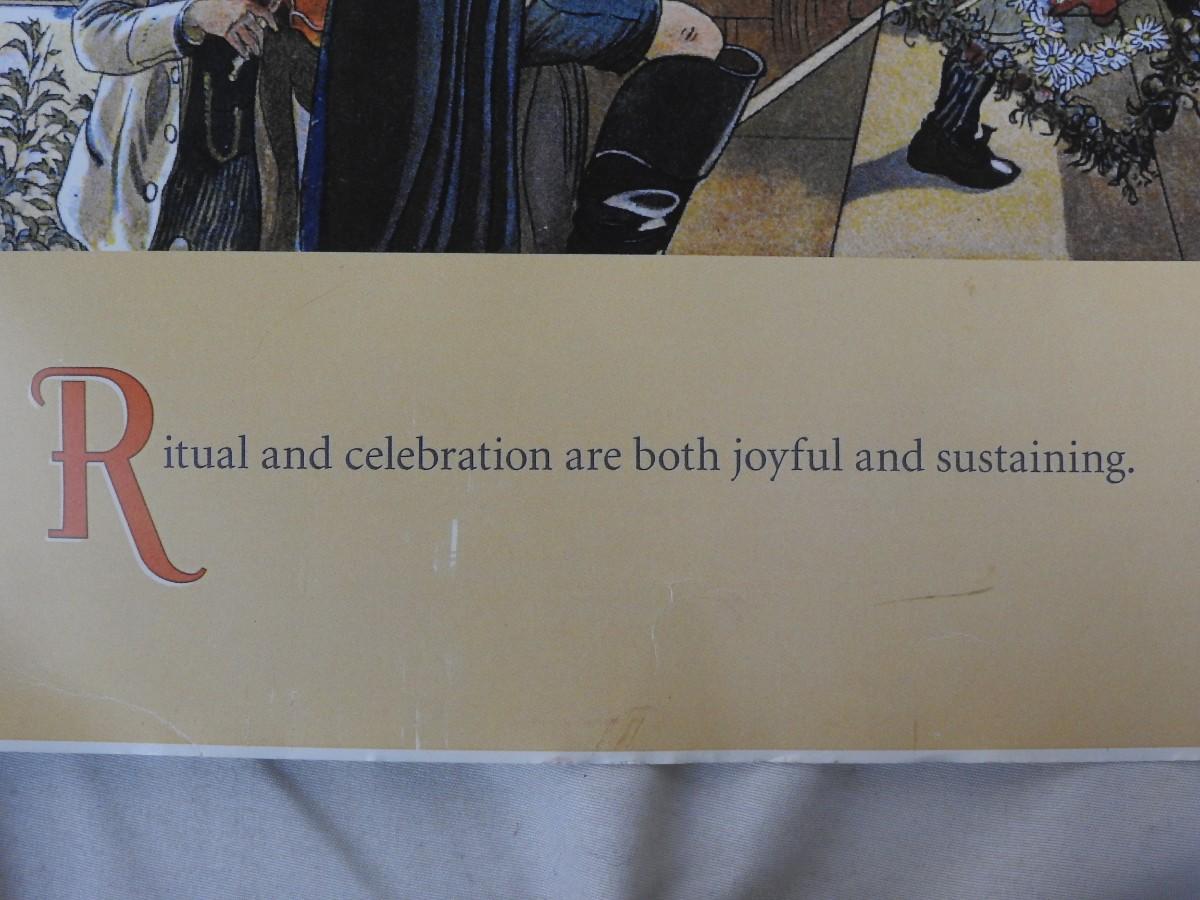 Ritual and celebration are both joyful and sustaining.